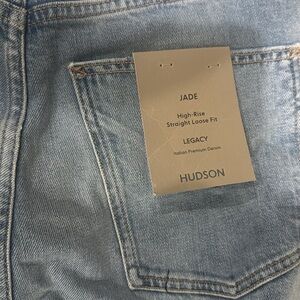 JADE
High-Rise
Straight Loose Fit
LEGACY
Italian Premium Denim
HUDSON